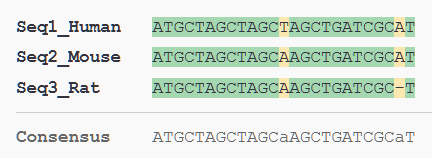 Seq1_Human ATGCTAGCTAGCTAGCTGATCGCAT
Seq2_Mouse ATGCTAGCTAGCAAGCTGATCGCAT
Seq3_Rat ATGCTAGCTAGCAAGCTGATCGC-T
Consensus ATGCTAGCTAGCaAGCTGATCGCaT